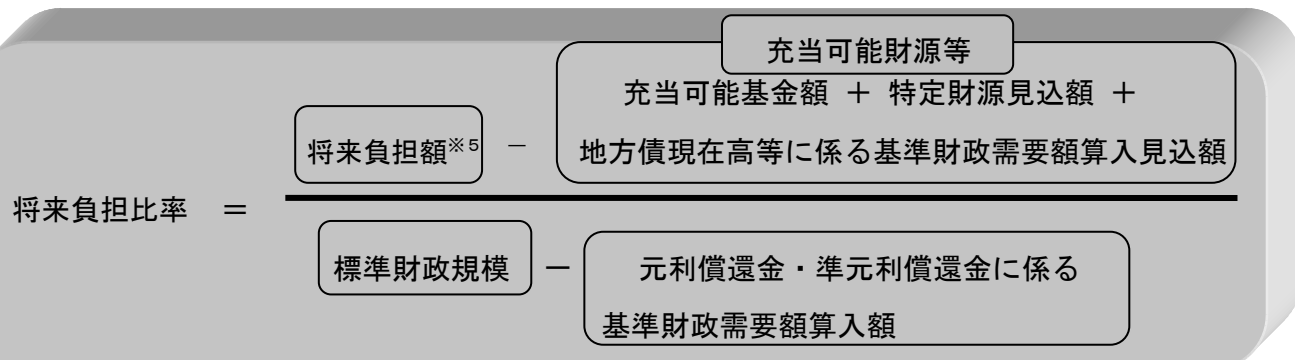 充当可能財源等
充当可能基金額 ＋ 特定財源見込額 ＋
将来負担額※5 － 地方債現在高等に係る基準財政需要額算入見込額
将来負担比率 ＝
標準財政規模 － 元利償還金・準元利償還金に係る
基準財政需要額算入額